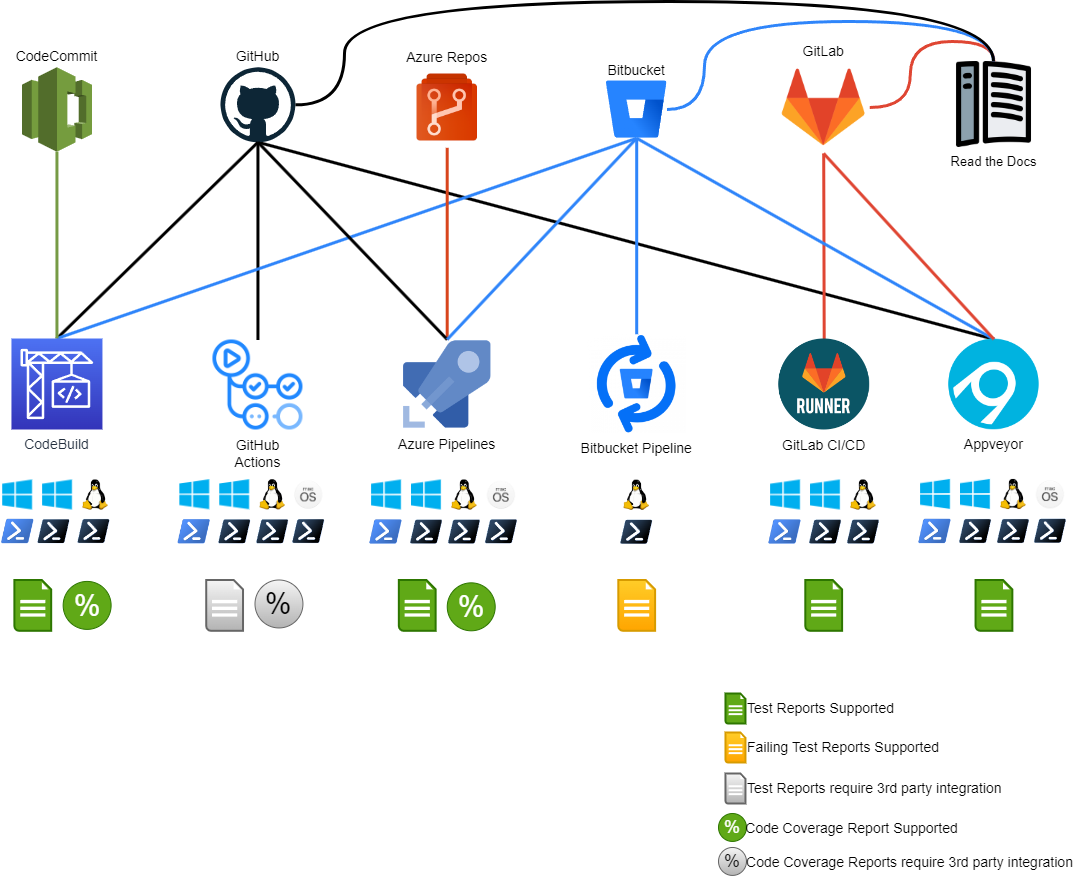 CodeCommit
GitHub
Azure Repos
Bitbucket
GitLab
Read the Docs
CodeBuild
GitHub
Actions
Azure Pipelines
Bitbucket Pipeline
RUNNER
GitLab CI/CD
Appveyor
mac
OS
mac
OS
mac
OS
%
%
%
Test Reports Supported
Failing Test Reports Supported
Test Reports require 3rd party integration
% Code Coverage Report Supported
% Code Coverage Reports require 3rd party integration